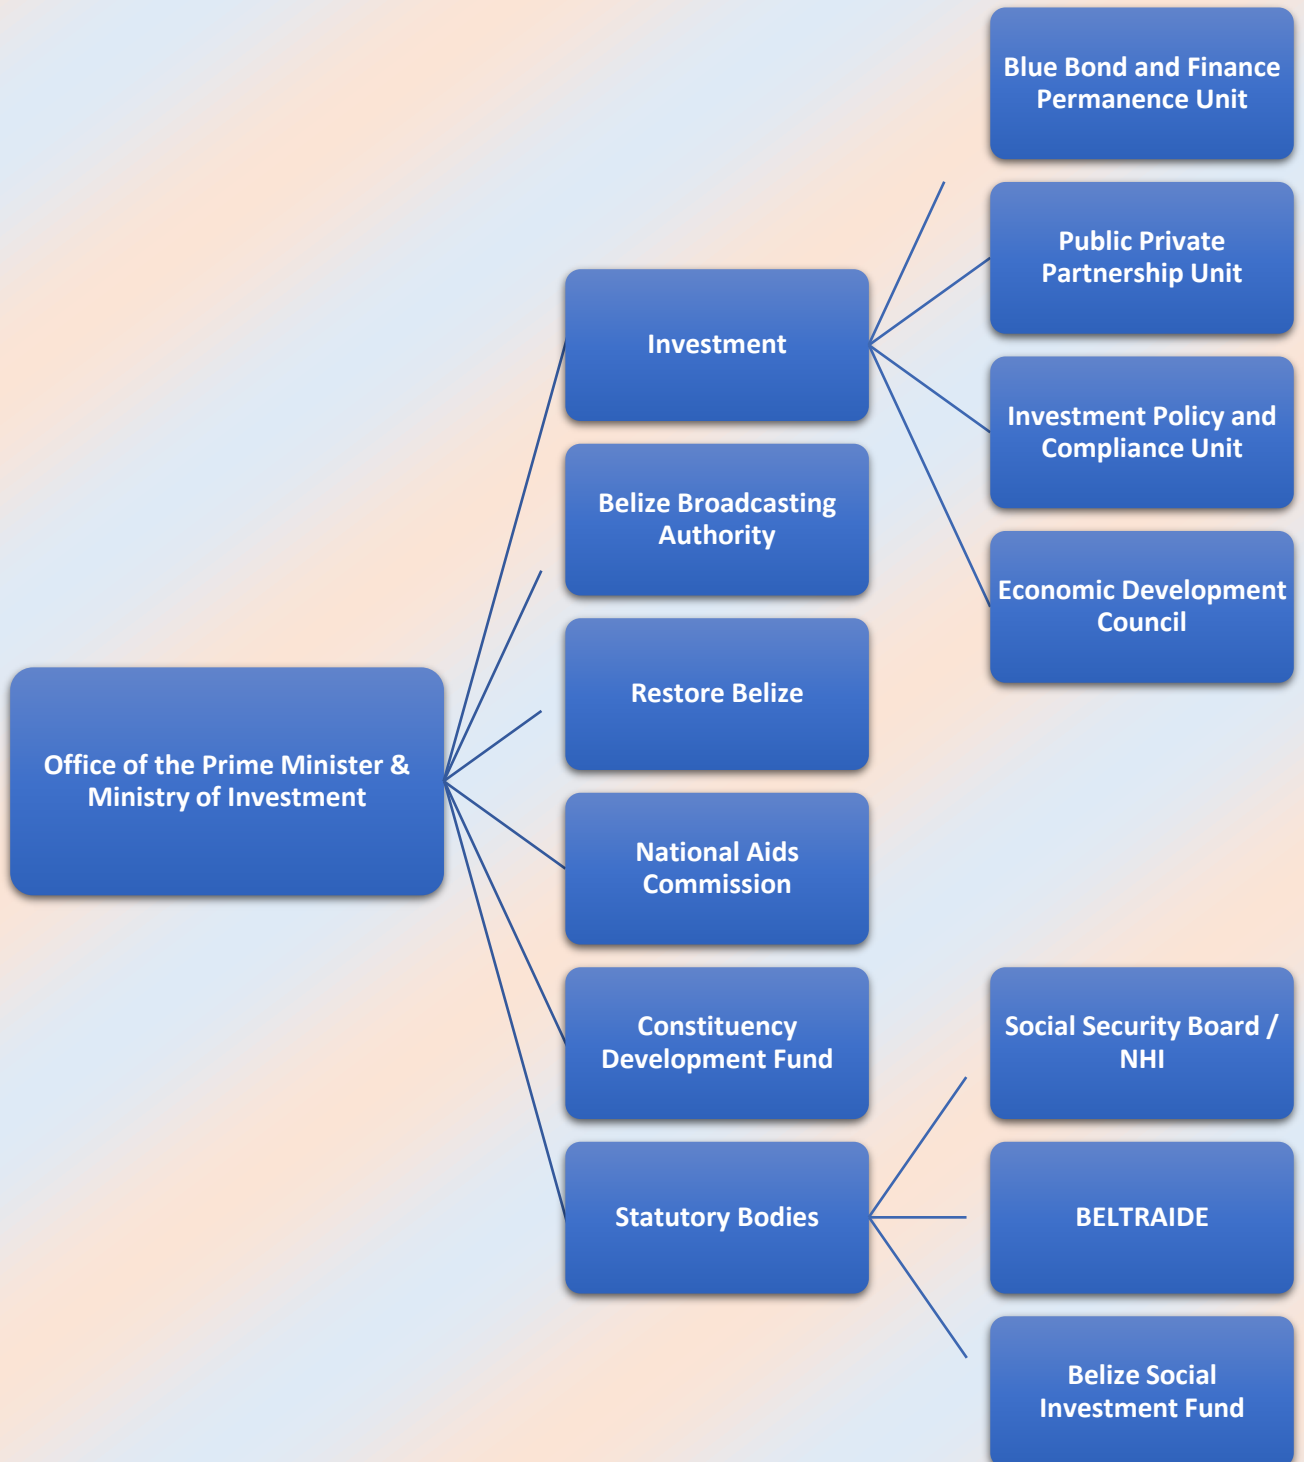 Office of the Prime Minister &
Ministry of Investment
Investment
Blue Bond and Finance
Permanence Unit
Public Private
Partnership Unit
Investment Policy and
Compliance Unit
Economic Development
Council
Belize Broadcasting
Authority
Restore Belize
National Aids
Commission
Constituency
Development Fund
Statutory Bodies
Social Security Board /
NHI
BELTRAIDE
Belize Social
Investment Fund